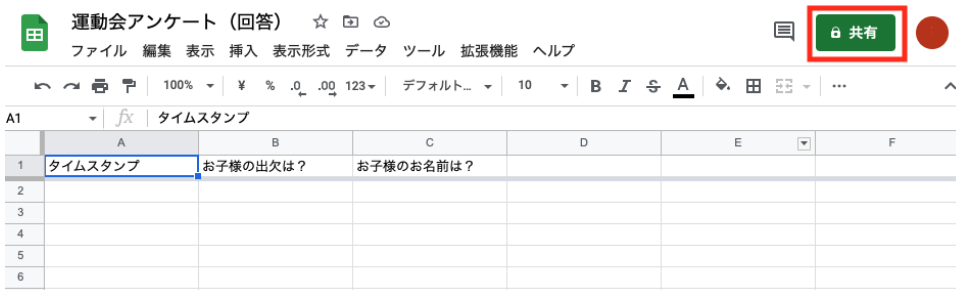 運動会アンケート（回答）
共有
ファイル 編集 表示 挿入 表示形式 データ ツール 拡張機能 ヘルプ
100% ¥ % .0 .00 123 デフォルト... 10 B I S A ...
A1 fx タイムスタンプ
A B C D E F
1 タイムスタンプ お子様の出欠は？ お子様のお名前は？
2
3
4
5
6